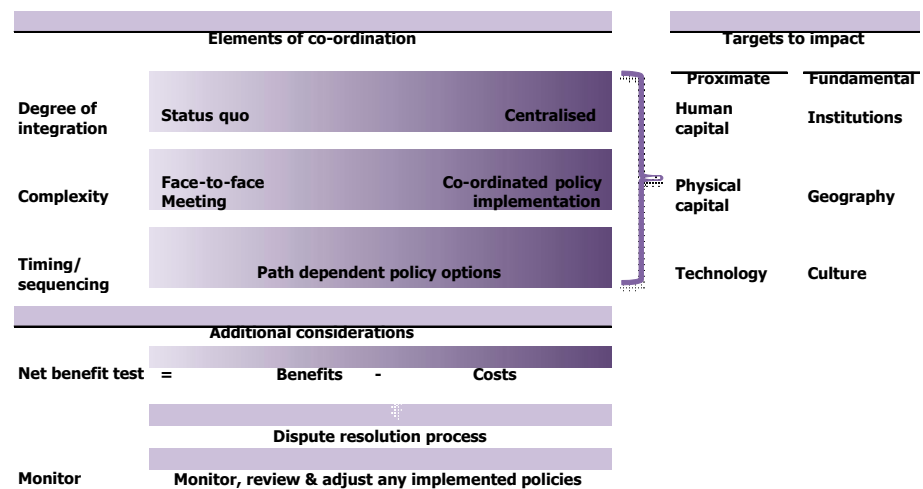 Elements of co-ordination
Targets to impact
Proximate
Fundamental
Degree of
integration
Status quo
Centralised
Human
capital
Institutions
Complexity
Face-to-face
Meeting
Co-ordinated policy
implementation
Physical
capital
Geography
Timing/
sequencing
Path dependent policy options
Technology
Culture
Additional considerations
Net benefit test = Benefits - Costs
Dispute resolution process
Monitor
Monitor, review & adjust any implemented policies